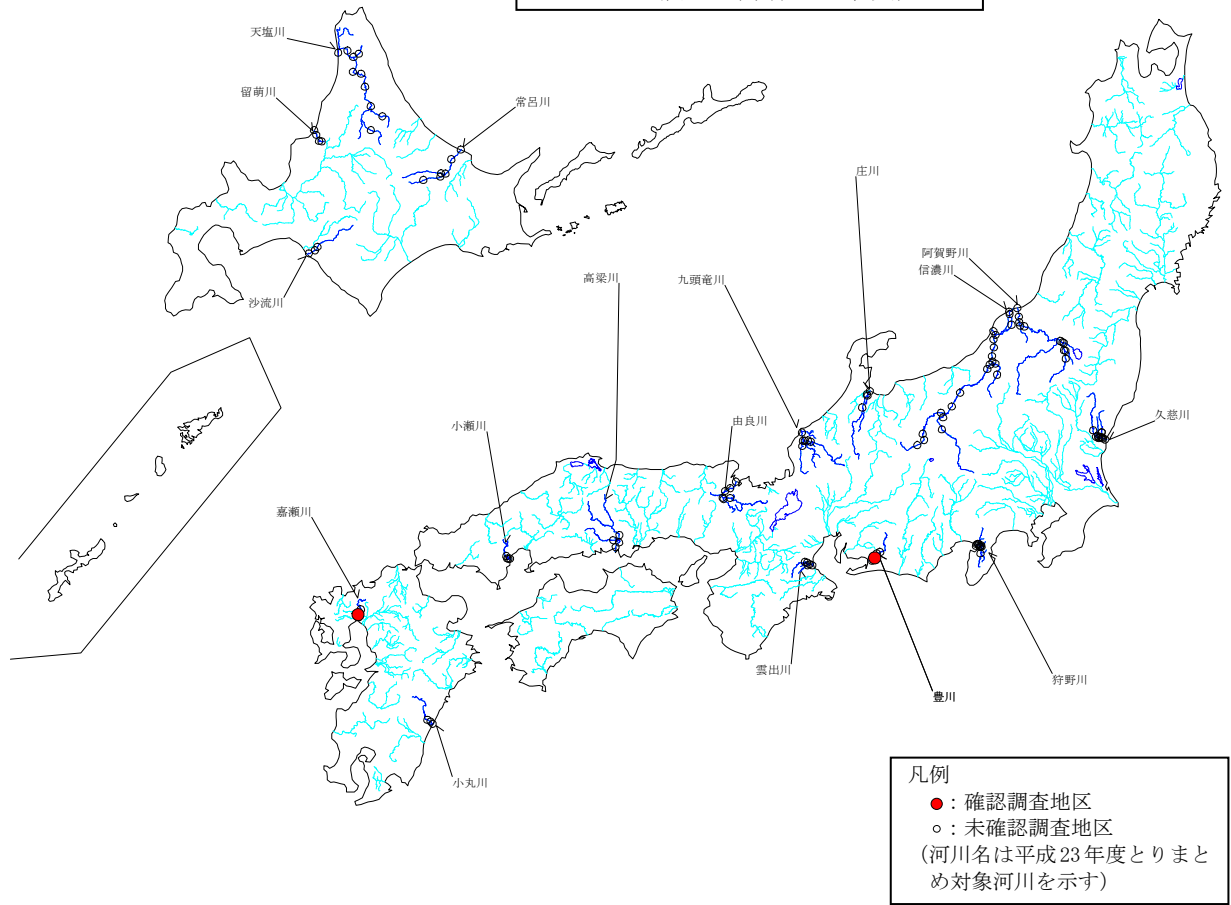 天塩川
留萌川
常呂川
沙流川
庄川
阿賀野川
信濃川
高梁川
九頭竜川
久慈川
小瀬川
由良川
嘉瀬川
雲出川
狩野川
豊川
小丸川
凡例
：確認調査地区
：未確認調査地区
(河川名は平成23年度とりまと
め対象河川を示す)